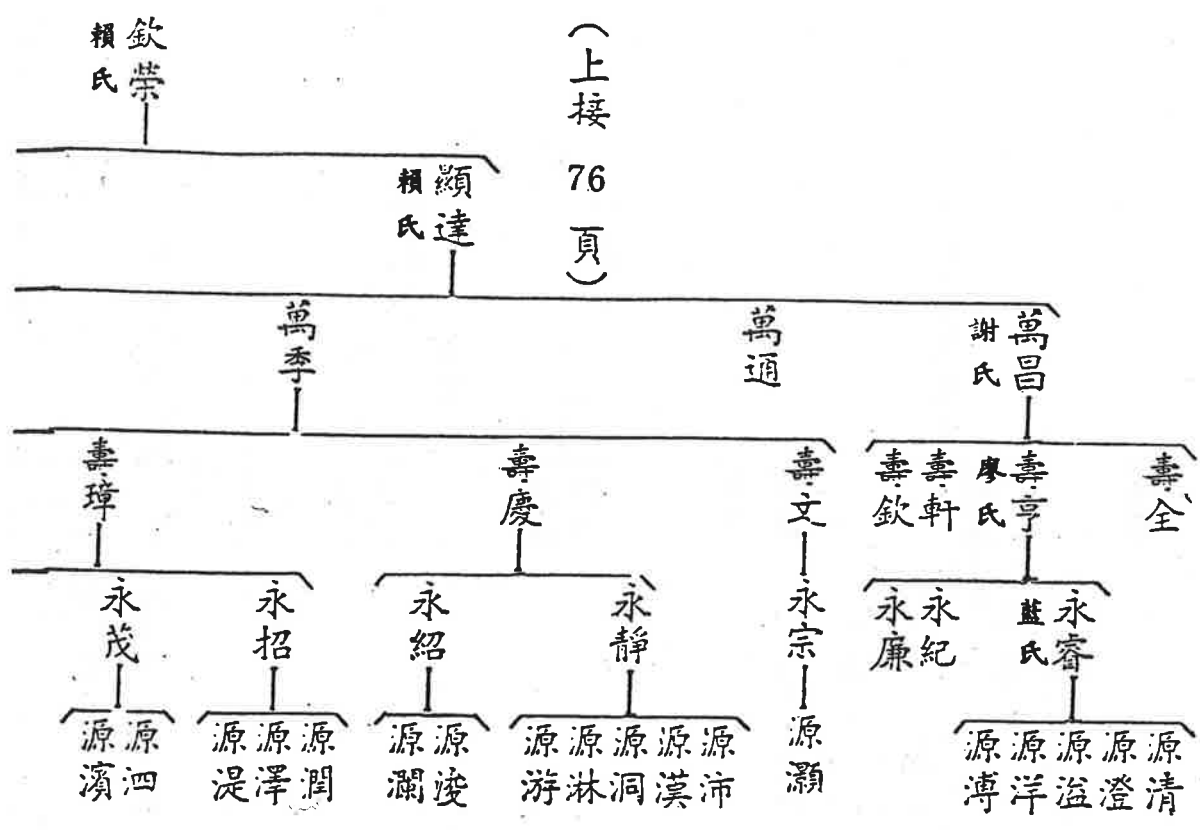 (上接76頁)
欽榮
賴氏
顯達
賴氏
萬昌
謝氏
萬通
萬季
壽全
壽亨
廖氏
壽軒
壽欽
壽文
壽慶
壽璋
永睿
藍氏
永紀
永廉
永宗
永靜
永紹
永招
永茂
源清
源澄
源溢
源洋
源溥
源灝
源沛
源漢
源洞
源淋
源游
源浚
源瀾
源潤
源澤
源湜
源泗
源濱